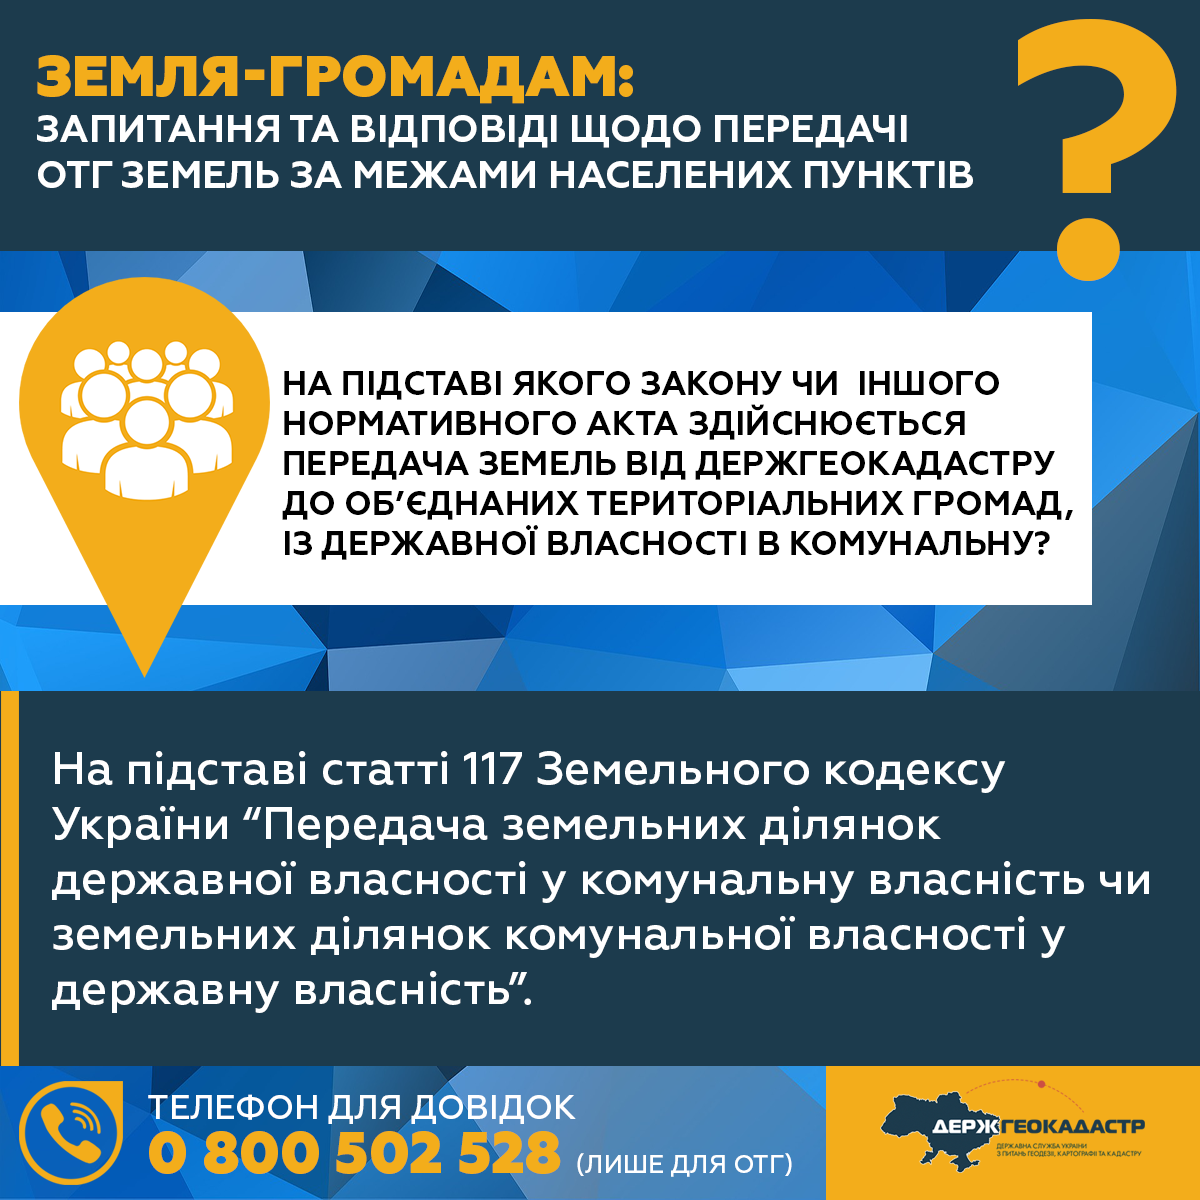 ЗЕМЛЯ-ГРОМАДАМ:
ЗАПИТАННЯ ТА ВІДПОВІДІ ЩОДО ПЕРЕДАЧІ
ОТГ ЗЕМЕЛЬ ЗА МЕЖАМИ НАСЕЛЕНИХ ПУНКТІВ
?
НА ПІДСТАВІ ЯКОГО ЗАКОНУ ЧИ ІНШОГО
НОРМАТИВНОГО АКТА ЗДІЙСНЮЄТЬСЯ
ПЕРЕДАЧА ЗЕМЕЛЬ ВІД ДЕРЖГЕОКАДАСТРУ
ДО ОБ’ЄДНАНИХ ТЕРИТОРІАЛЬНИХ ГРОМАД,
ІЗ ДЕРЖАВНОЇ ВЛАСНОСТІ В КОМУНАЛЬНУ?
На підставі статті 117 Земельного кодексу
України “Передача земельних ділянок
державної власності у комунальну власність чи
земельних ділянок комунальної власності у
державну власність”.
ТЕЛЕФОН ДЛЯ ДОВІДОК
0 800 502 528 (ЛИШЕ ДЛЯ ОТГ)
ДЕРЖГЕОКАДАСТР
ДЕРЖАВНА СЛУЖБА УКРАЇНИ
З ПИТАНЬ ГЕОДЕЗІЇ, КАРТОГРАФІЇ ТА КАДАСТРУ